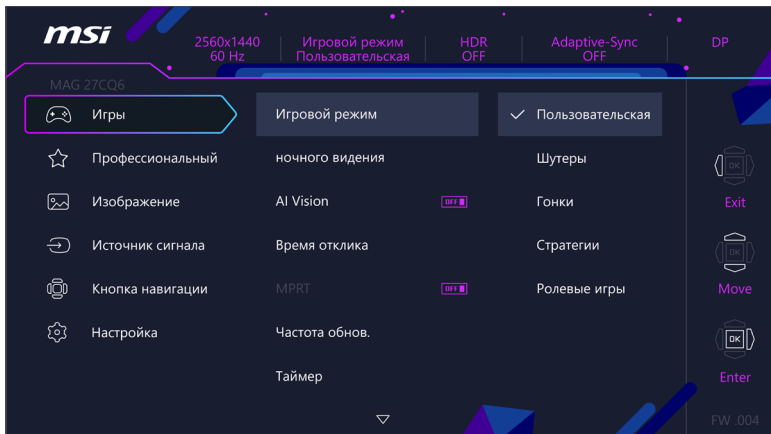 msi
2560x1440
60 Hz
Игровой режим
Пользовательская
HDR
OFF
Adaptive-Sync
OFF
DP
MAG 27CQ6
Игры
Профессиональный
Изображение
Источник сигнала
Кнопка навигации
Настройка
Игровой режим
ночного видения
AI Vision
OFF
Время отклика
MPRT
OFF
Частота обнов.
Таймер
Пользовательская
Шутеры
Гонки
Стратегии
Ролевые игры
OK
Exit
OK
Move
OK
Enter
FW .004